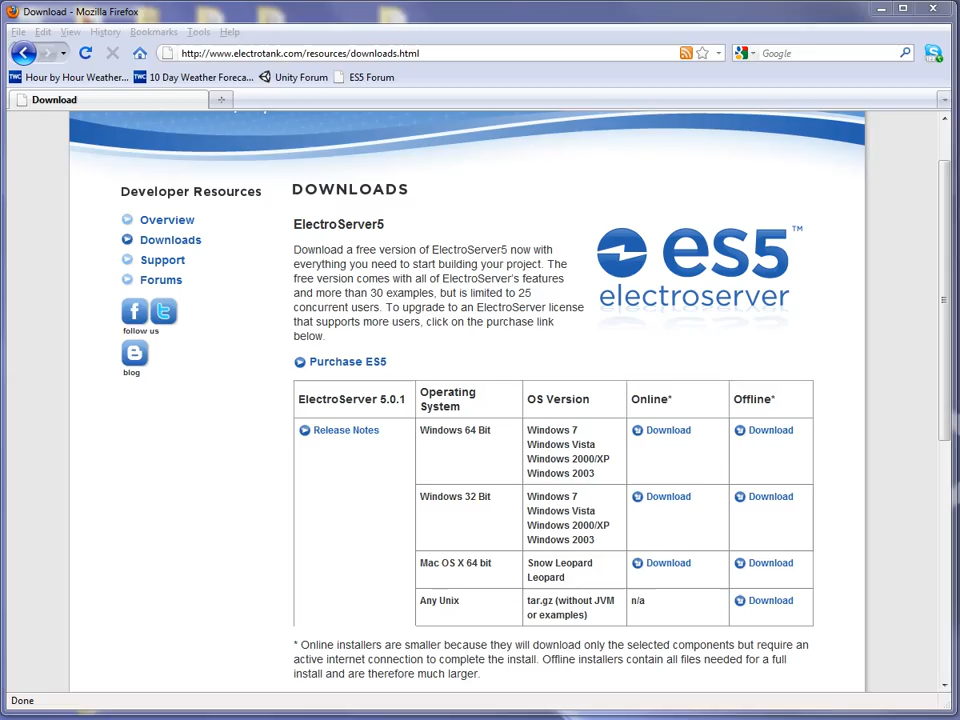 Download - Mozilla Firefox
File Edit View History Bookmarks Tools Help
http://www.electrotank.com/resources/downloads.html
Google
TWC Hour by Hour Weather... TWC 10 Day Weather Foreca... Unity Forum ES5 Forum
Download
Developer Resources
Overview
Downloads
Support
Forums
follow us
blog
DOWNLOADS
ElectroServer5
Download a free version of ElectroServer5 now with
everything you need to start building your project. The
free version comes with all of ElectroServer's features
and more than 30 examples, but is limited to 25
concurrent users. To upgrade to an ElectroServer license
that supports more users, click on the purchase link
below.
es5™
electroserver
Purchase ES5
ElectroServer 5.0.1 Operating System OS Version Online* Offline*
Release Notes Windows 64 Bit Windows 7 Download Download
Windows Vista
Windows 2000/XP
Windows 2003
Windows 32 Bit Windows 7 Download Download
Windows Vista
Windows 2000/XP
Windows 2003
Mac OS X 64 bit Snow Leopard Download Download
Leopard
Any Unix tar.gz (without JVM n/a Download
or examples)
* Online installers are smaller because they will download only the selected components but require an
active internet connection to complete the install. Offline installers contain all files needed for a full
install and are therefore much larger.
Done